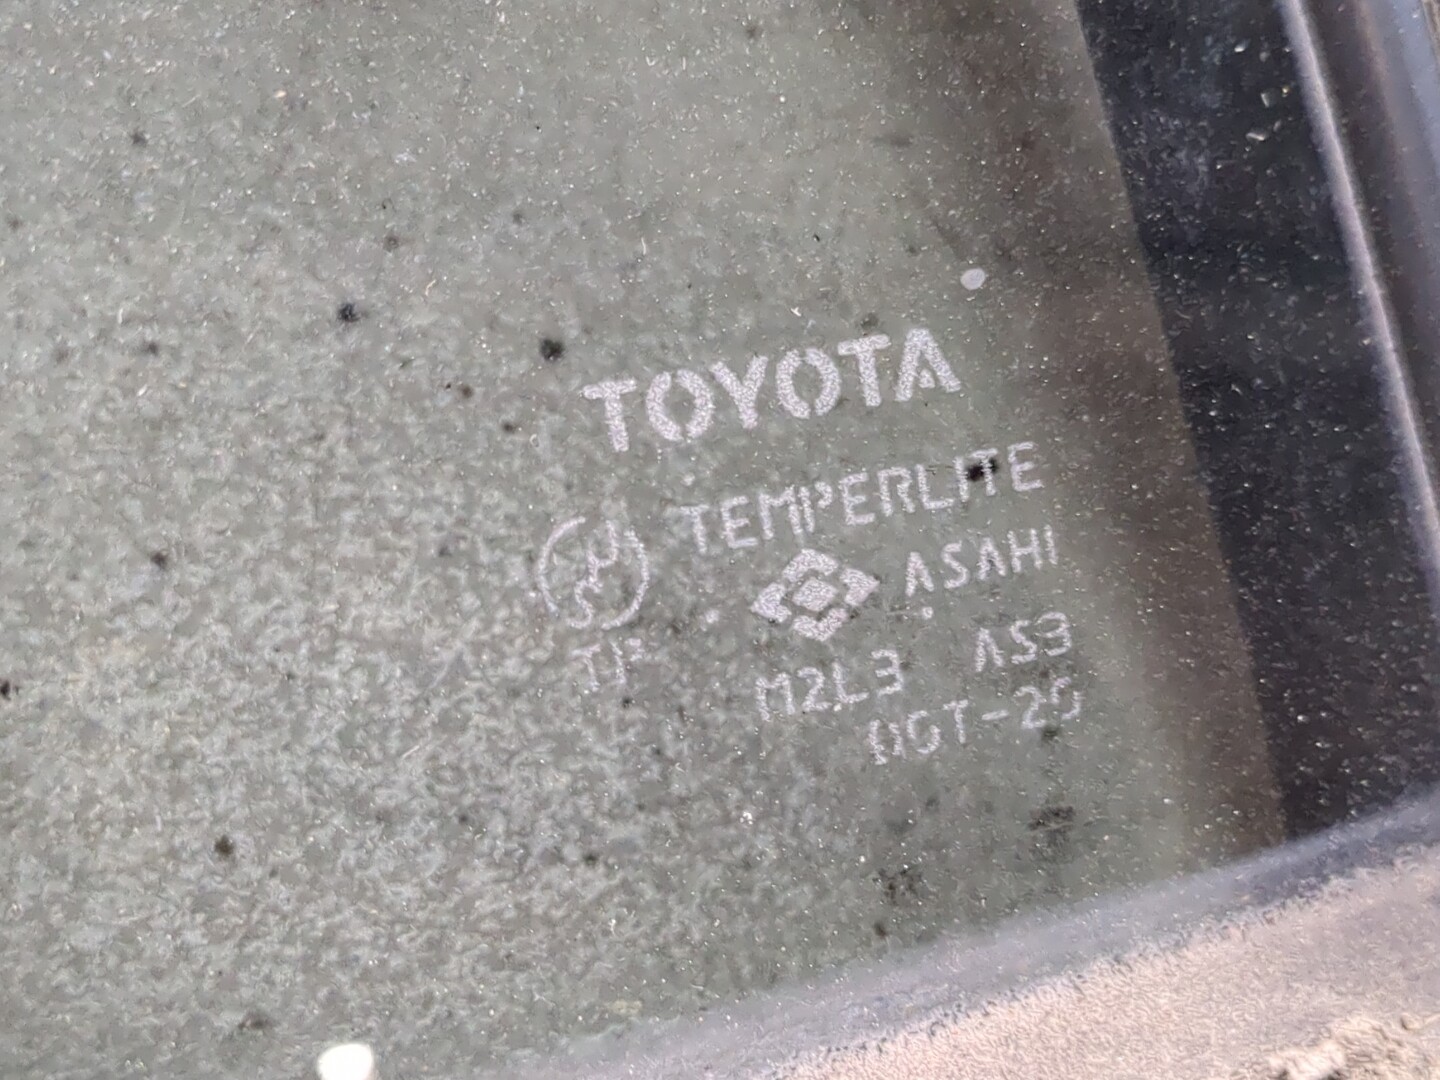 TOYOTA
TEMPERLITE
ASAHI
TP
M2L3 AS3
DOT-20